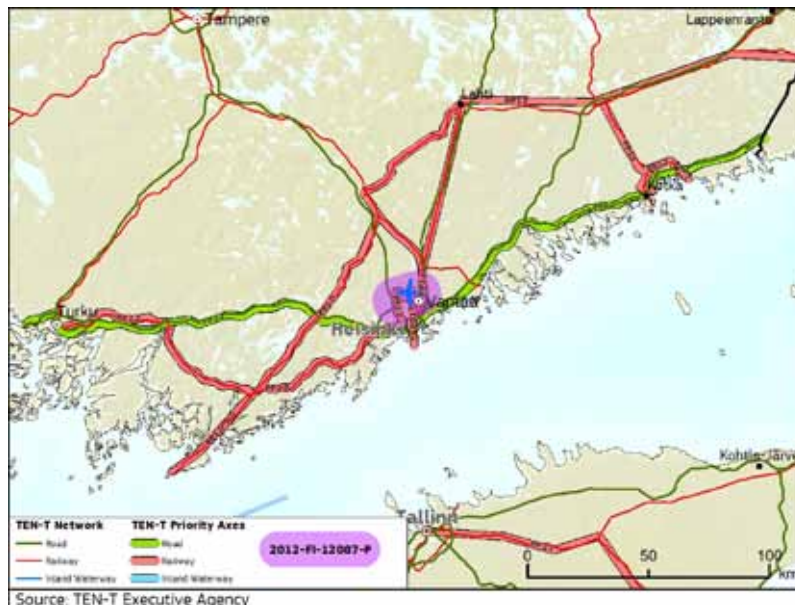 Tampere
Lappeenranta
Lahti
Kotka
Vantaa
Turku
Helsinki
Kohtla-Järve
Tallinn
TEN-T Network
TEN-T Priority Axes
Road
Road
2012-FI-12007-P
Railway
Railway
Inland Waterway
Inland Waterway
0 50 100
km
Source: TEN-T Executive Agency